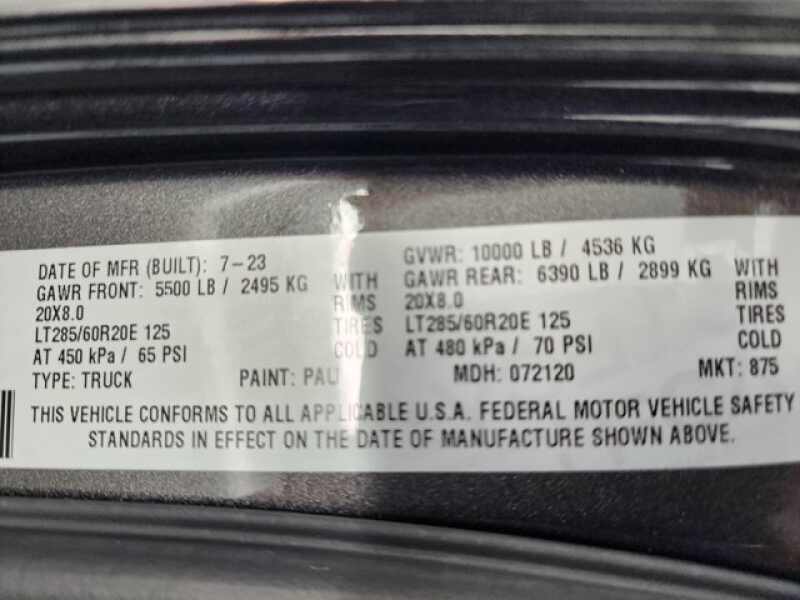 DATE OF MFR (BUILT): 7-23 GVWR: 10000 LB / 4536 KG
GAWR FRONT: 5500 LB / 2495 KG WITH GAWR REAR: 6390 LB / 2899 KG WITH
20X8.0 RIMS 20X8.0 RIMS
LT285/60R20E 125 TIRES LT285/60R20E 125 TIRES
AT 450 kPa / 65 PSI COLD AT 480 kPa / 70 PSI COLD
TYPE: TRUCK PAINT: PAU MDH: 072120 MKT: 875
THIS VEHICLE CONFORMS TO ALL APPLICABLE U.S.A. FEDERAL MOTOR VEHICLE SAFETY
STANDARDS IN EFFECT ON THE DATE OF MANUFACTURE SHOWN ABOVE.